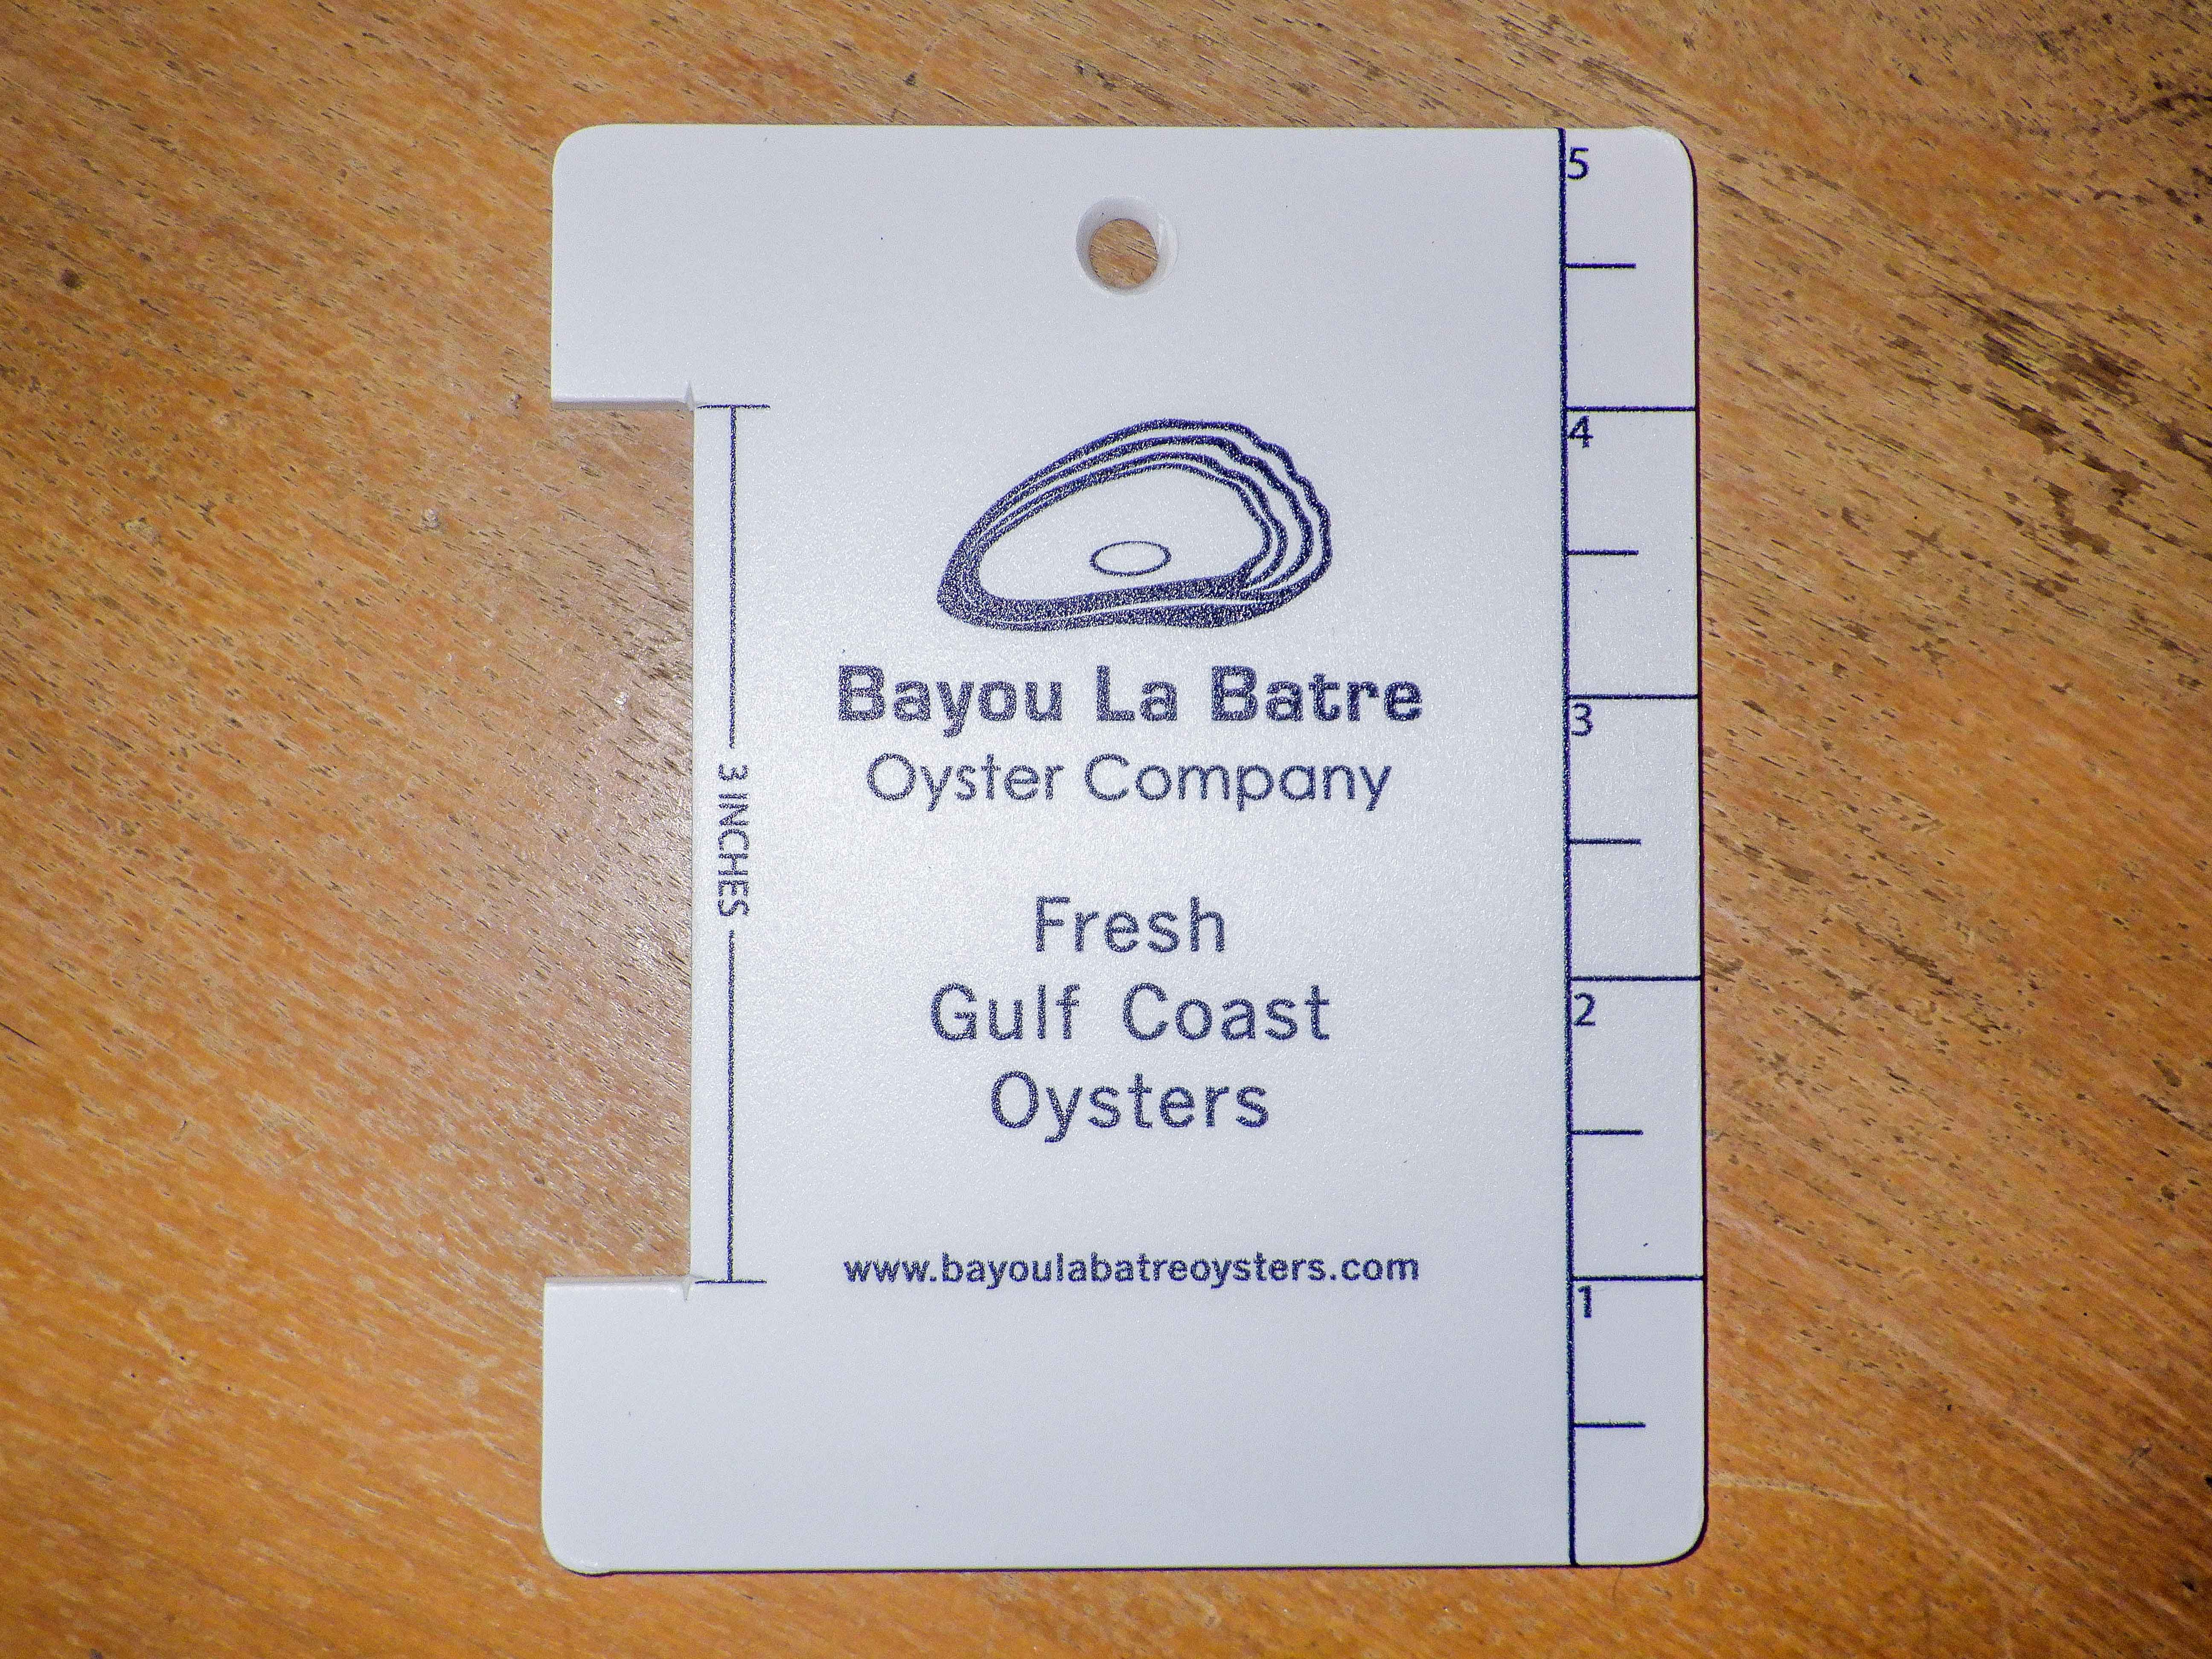 5
4
Bayou La Batre
3
Oyster Company
3 INCHES
Fresh
Gulf Coast
2
Oysters
www.bayoulabatreoysters.com
1